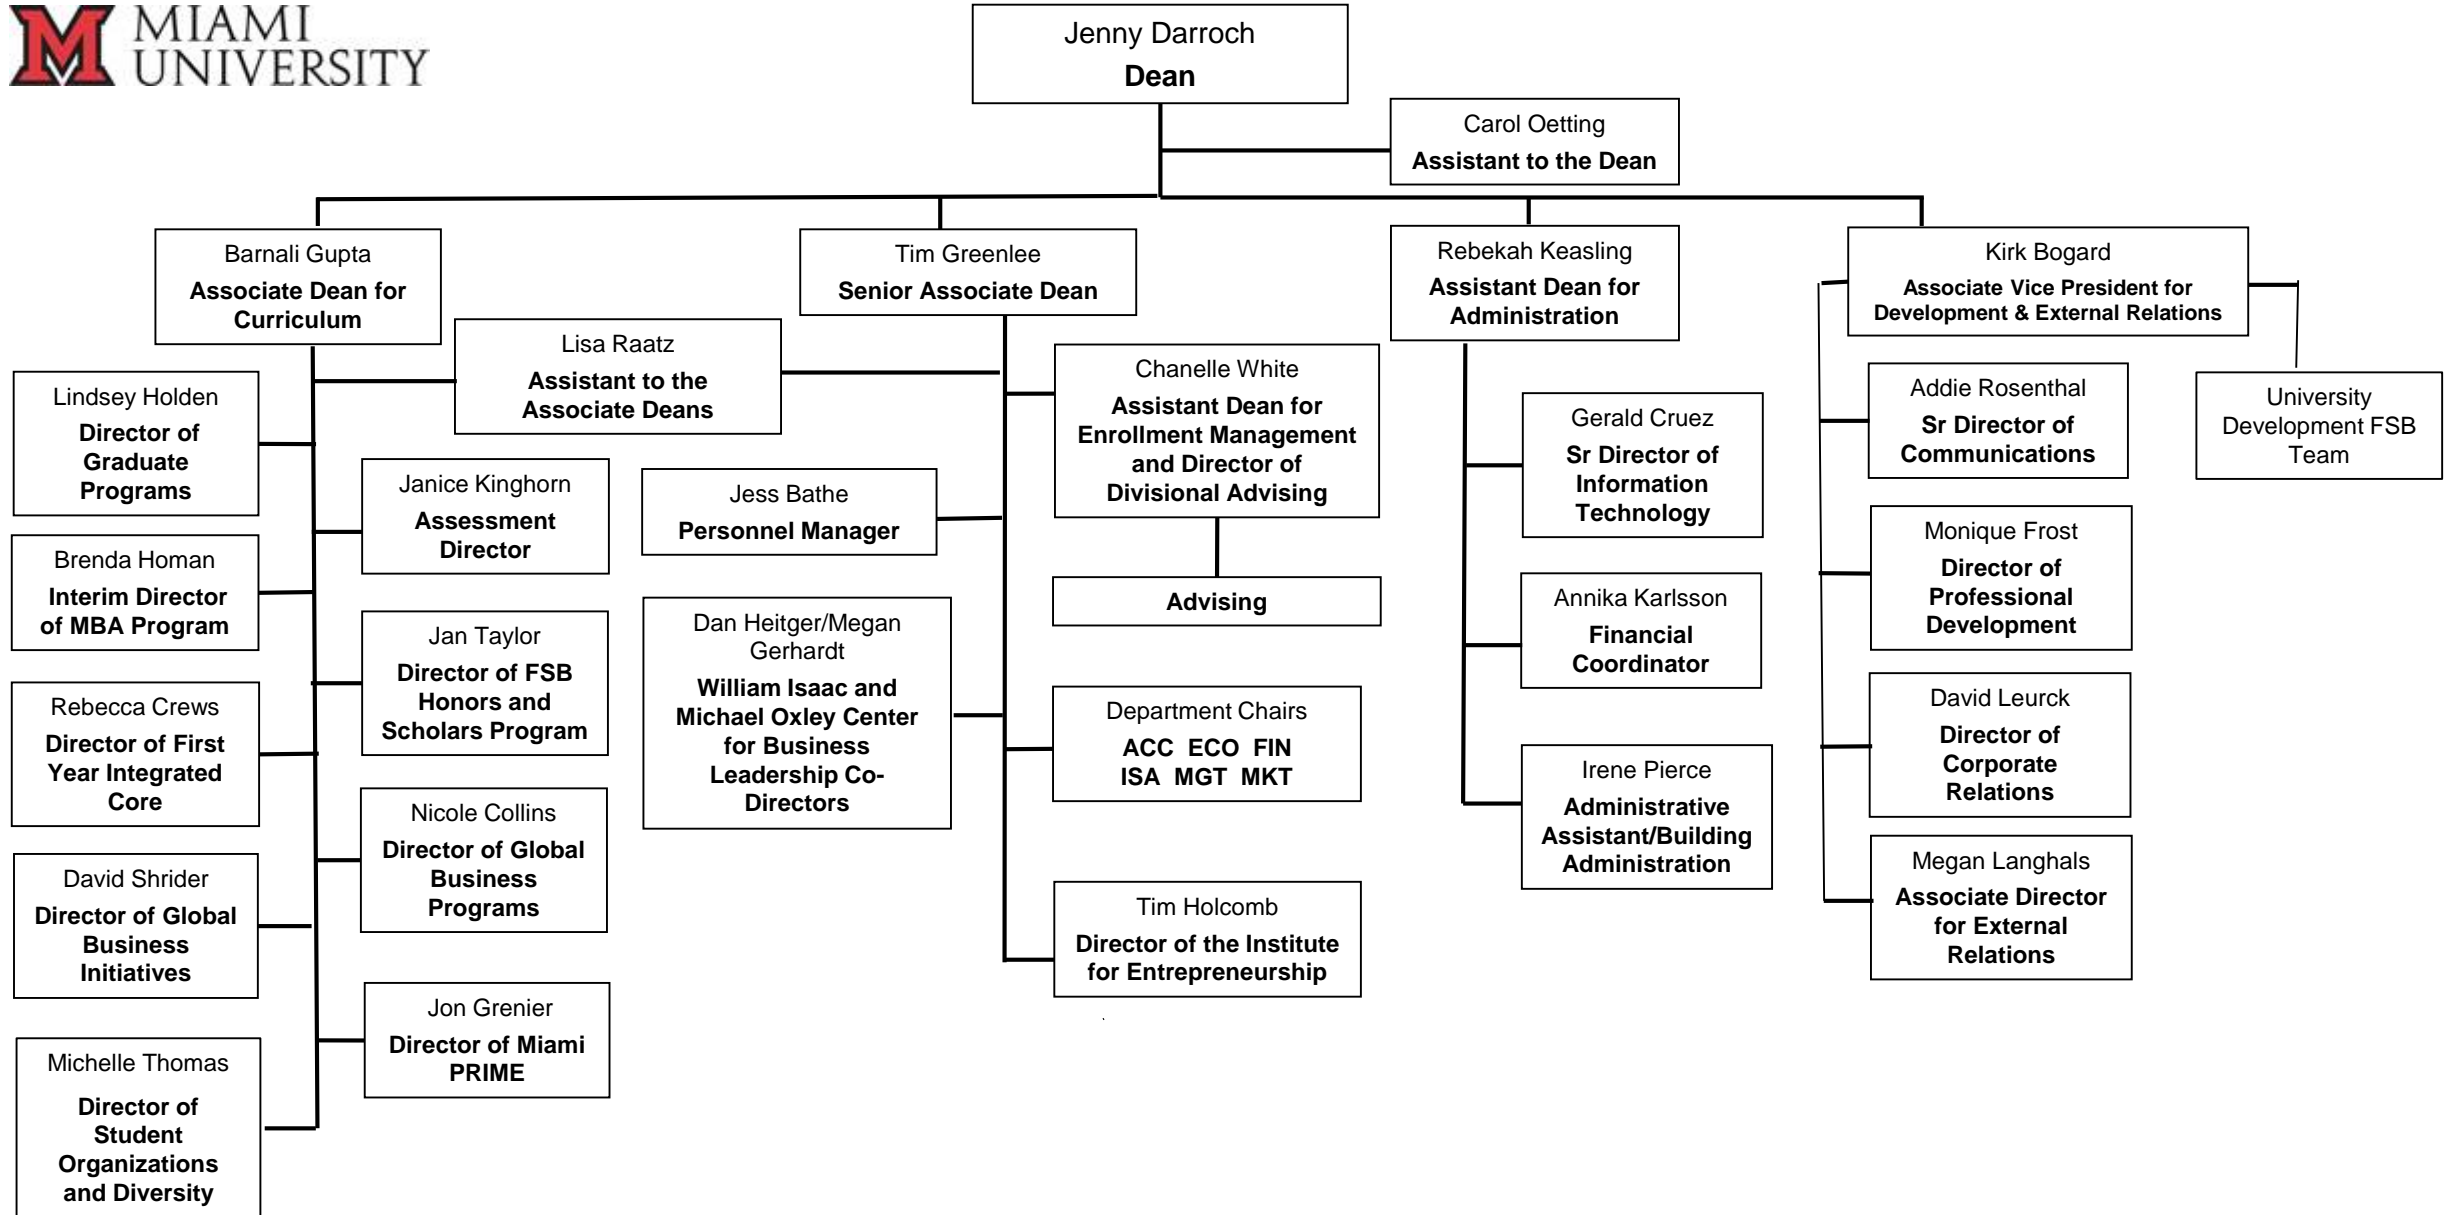 MIAMI
UNIVERSITY
Jenny Darroch
Dean
Carol Oetting
Assistant to the Dean
Barnali Gupta
Associate Dean for
Curriculum
Tim Greenlee
Senior Associate Dean
Rebekah Keasling
Assistant Dean for
Administration
Kirk Bogard
Associate Vice President for
Development & External Relations
Lisa Raatz
Assistant to the
Associate Deans
Lindsey Holden
Director of
Graduate
Programs
Brenda Homan
Interim Director
of MBA Program
Rebecca Crews
Director of First
Year Integrated
Core
David Shrider
Director of Global
Business
Initiatives
Michelle Thomas
Director of
Student
Organizations
and Diversity
Janice Kinghorn
Assessment
Director
Jan Taylor
Director of FSB
Honors and
Scholars Program
Nicole Collins
Director of Global
Business
Programs
Jon Grenier
Director of Miami
PRIME
Jess Bathe
Personnel Manager
Dan Heitger/Megan
Gerhardt
William Isaac and
Michael Oxley Center
for Business
Leadership Co-
Directors
Chanelle White
Assistant Dean for
Enrollment Management
and Director of
Divisional Advising
Advising
Department Chairs
ACC ECO FIN
ISA MGT MKT
Tim Holcomb
Director of the Institute
for Entrepreneurship
Gerald Cruez
Sr Director of
Information
Technology
Annika Karlsson
Financial
Coordinator
Irene Pierce
Administrative
Assistant/Building
Administration
Addie Rosenthal
Sr Director of
Communications
Monique Frost
Director of
Professional
Development
David Leurck
Director of
Corporate
Relations
Megan Langhals
Associate Director
for External
Relations
University
Development FSB
Team